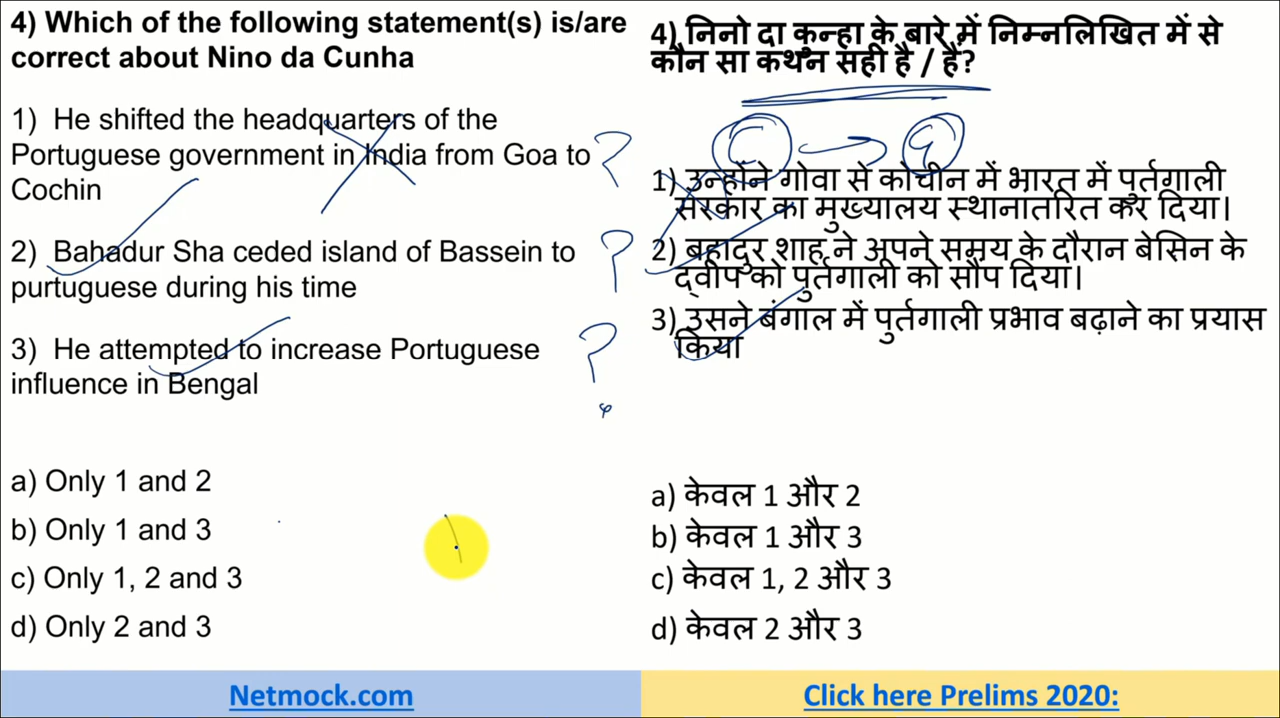 4) Which of the following statement(s) is/are
correct about Nino da Cunha
1) He shifted the headquarters of the
Portuguese government in India from Goa to
Cochin
2) Bahadur Sha ceded island of Bassein to
purtuguese during his time
3) He attempted to increase Portuguese
influence in Bengal
a) Only 1 and 2
b) Only 1 and 3
c) Only 1, 2 and 3
d) Only 2 and 3
4) निनो दा कुन्हा के बारे में निम्नलिखित में से
कौन सा कथन सही है / हैं?
C → G
1) उन्होंने गोवा से कोचीन में भारत में पुर्तगाली
सरकार का मुख्यालय स्थानांतरित कर दिया।
2) बहादुर शाह ने अपने समय के दौरान बेसिन के
द्वीप को पुर्तगाली को सौंप दिया।
3) उसने बंगाल में पुर्तगाली प्रभाव बढ़ाने का प्रयास
किया
? ? ?
a) केवल 1 और 2
b) केवल 1 और 3
c) केवल 1, 2 और 3
d) केवल 2 और 3
Netmock.com
Click here Prelims 2020: